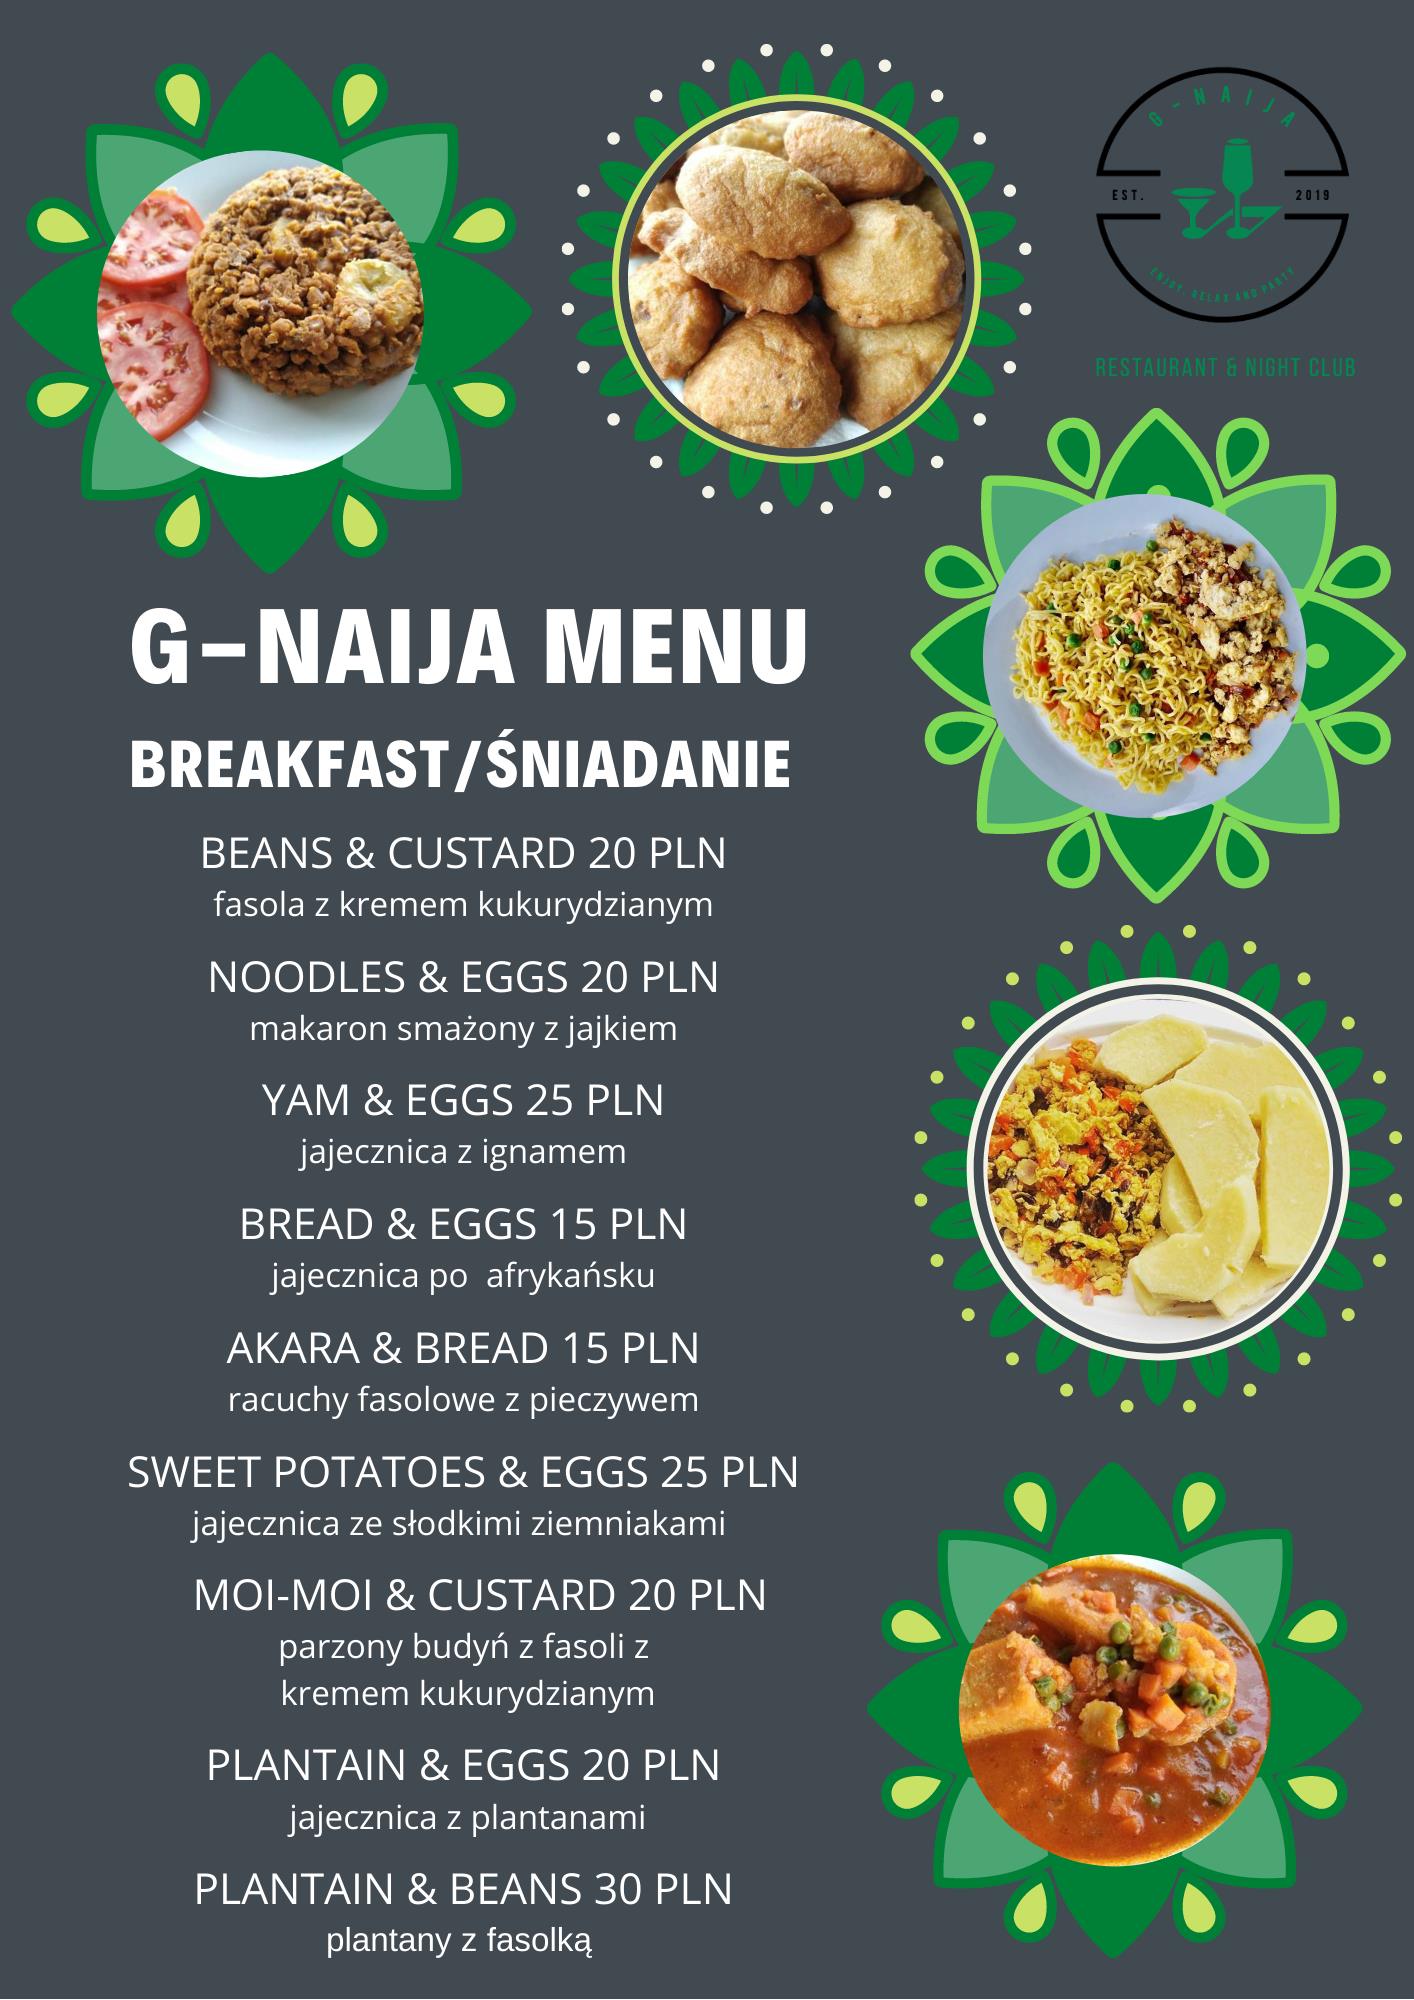 G-NAIJA
EST.
2019
ENJOY, RELAX AND PARTY
RESTAURANT & NIGHT CLUB
G-NAIJA MENU
BREAKFAST/ŚNIADANIE
BEANS & CUSTARD 20 PLN
fasola z kremem kukurydzianym
NOODLES & EGGS 20 PLN
makaron smażony z jajkiem
YAM & EGGS 25 PLN
jajecznica z ignamem
BREAD & EGGS 15 PLN
jajecznica po  afrykańsku
AKARA & BREAD 15 PLN
racuchy fasolowe z pieczywem
SWEET POTATOES & EGGS 25 PLN
jajecznica ze słodkimi ziemniakami
MOI-MOI & CUSTARD 20 PLN
parzony budyń z fasoli z
kremem kukurydzianym
PLANTAIN & EGGS 20 PLN
jajecznica z plantanami
PLANTAIN & BEANS 30 PLN
plantany z fasolką